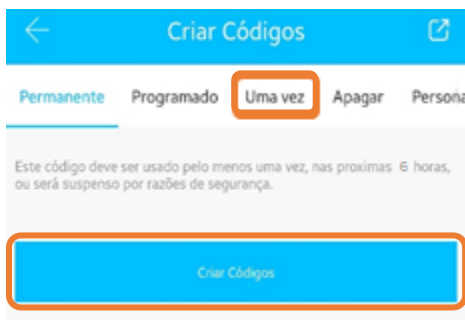 Criar Códigos
Permanente Programado Uma vez Apagar Persona
Este código deve ser usado pelo menos uma vez, nas proximas 6 horas,
ou será suspenso por razões de segurança.
Criar Códigos